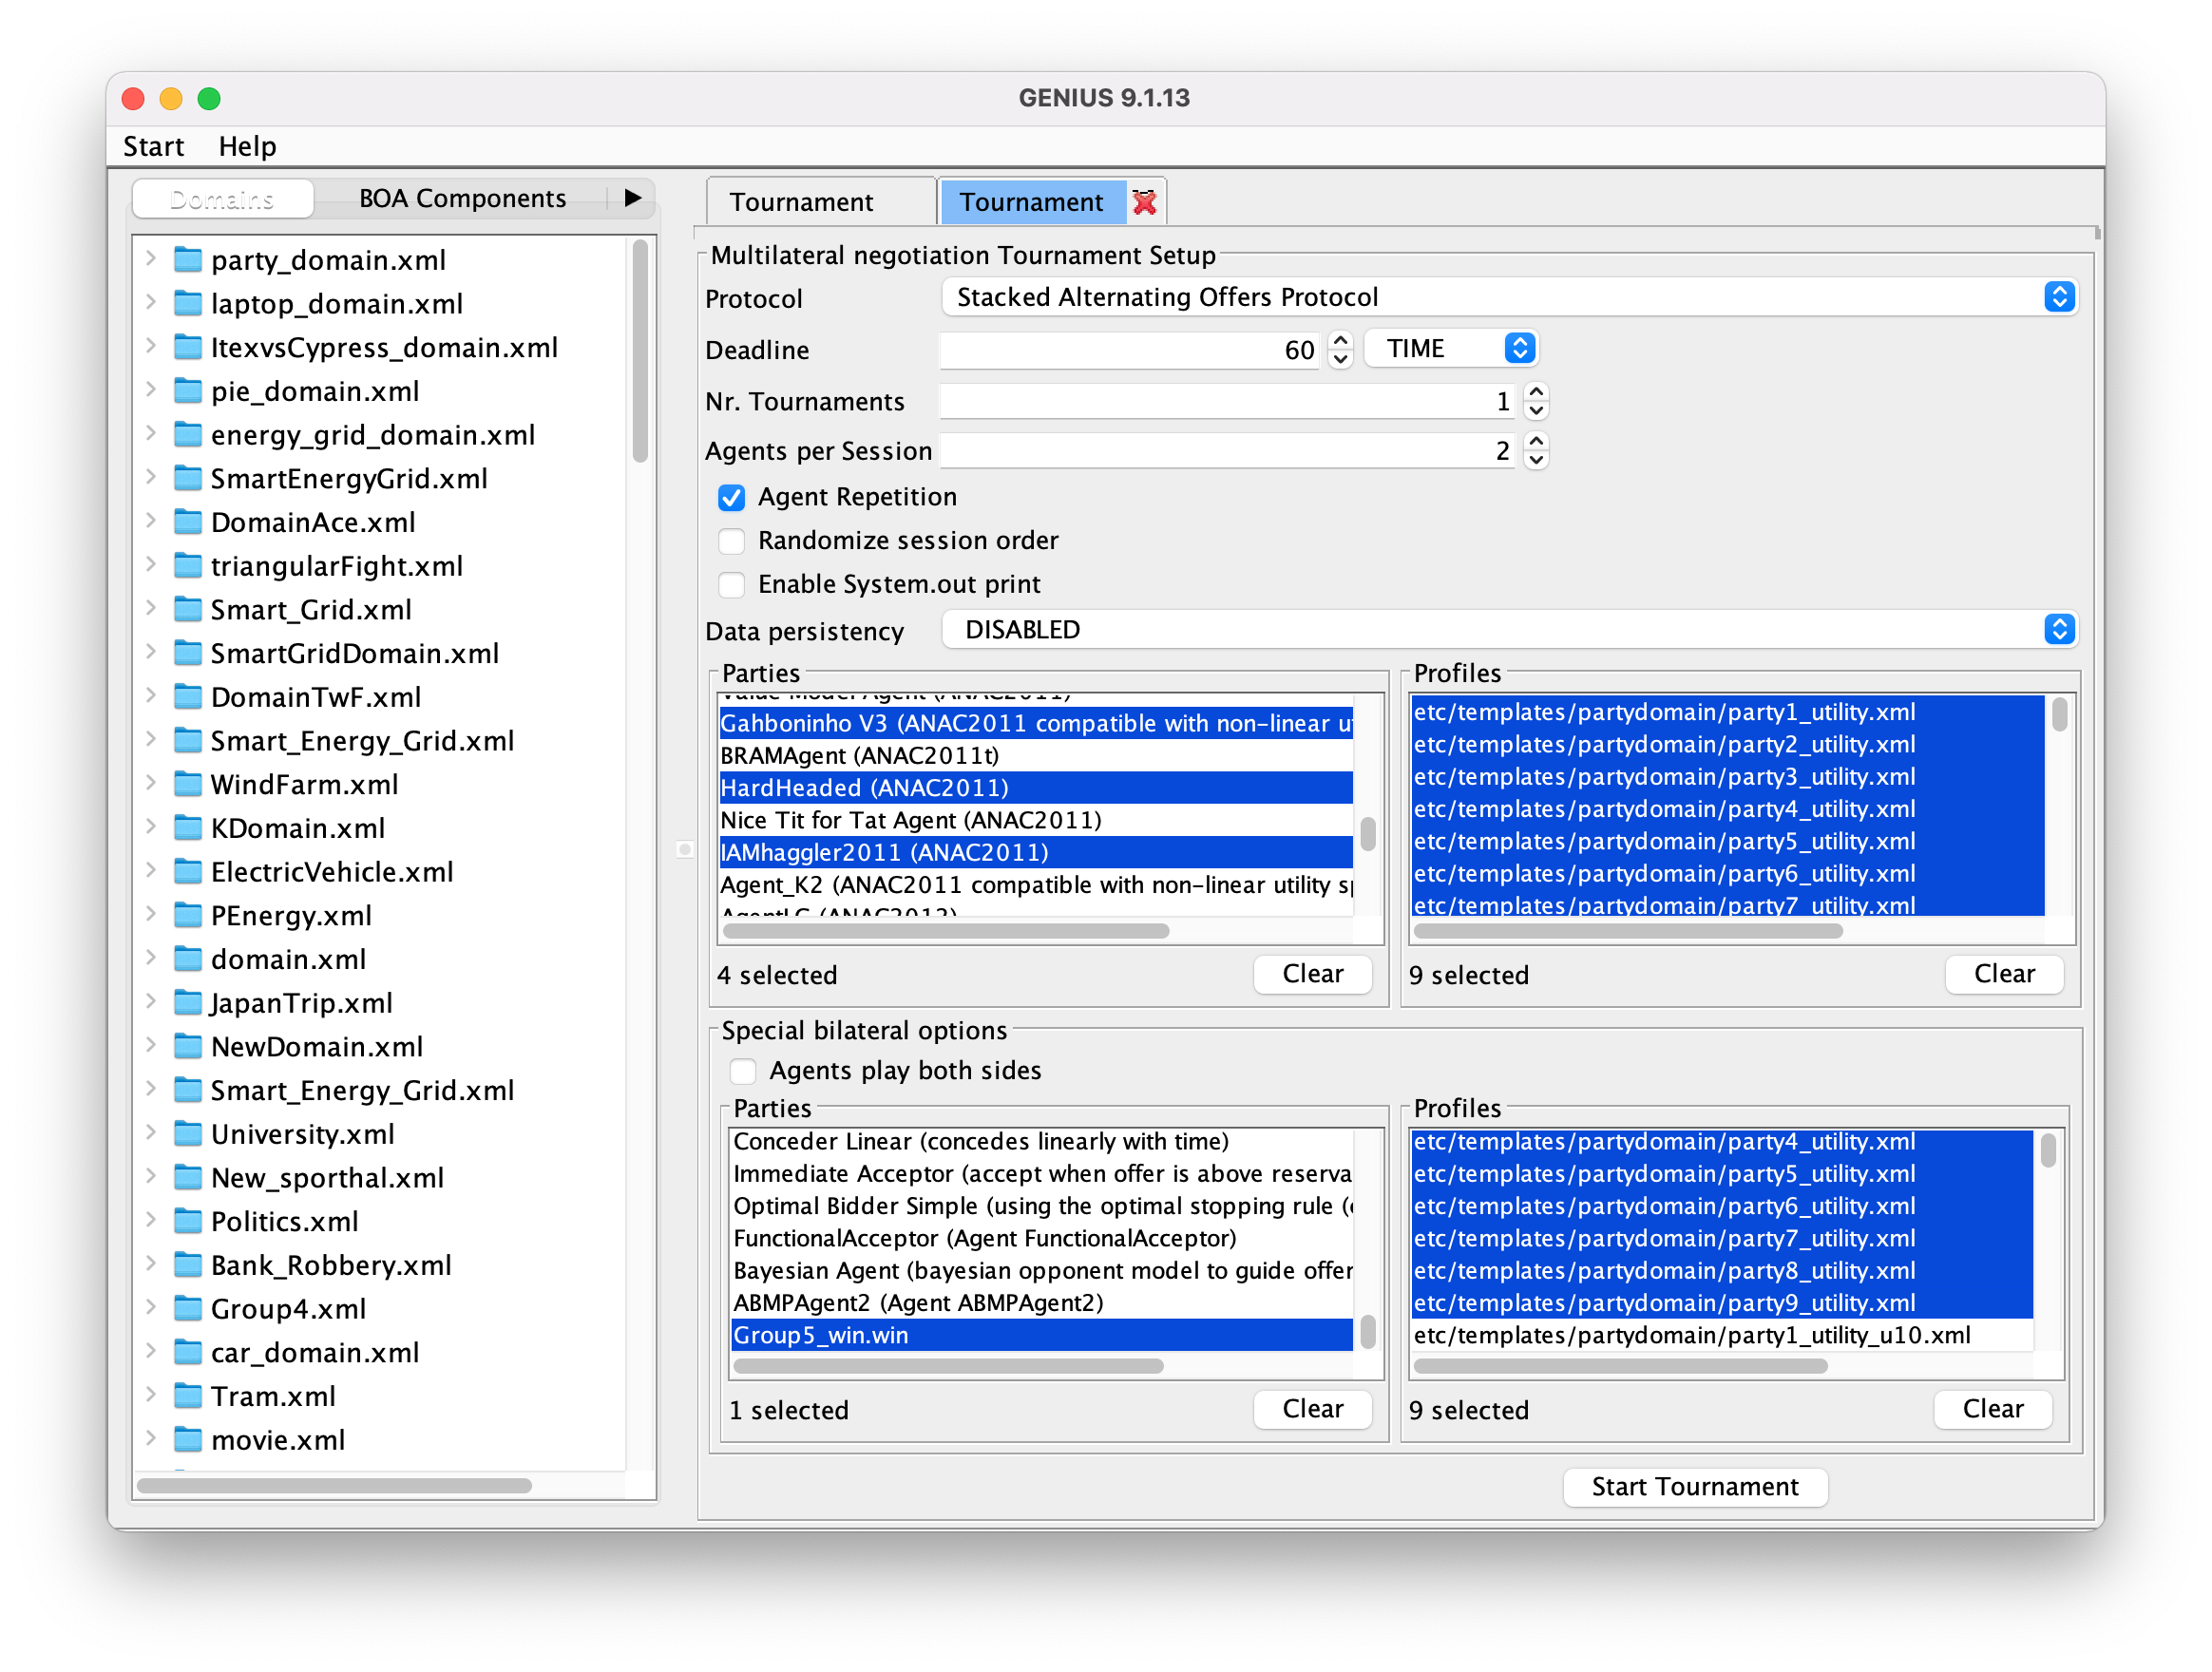 GENIUS 9.1.13
Start Help
Domains BOA Components
party_domain.xml
laptop_domain.xml
ItexvsCypress_domain.xml
pie_domain.xml
energy_grid_domain.xml
SmartEnergyGrid.xml
DomainAce.xml
triangularFight.xml
Smart_Grid.xml
SmartGridDomain.xml
DomainTwF.xml
Smart_Energy_Grid.xml
WindFarm.xml
KDomain.xml
ElectricVehicle.xml
PEnergy.xml
domain.xml
JapanTrip.xml
NewDomain.xml
Smart_Energy_Grid.xml
University.xml
New_sporthal.xml
Politics.xml
Bank_Robbery.xml
Group4.xml
car_domain.xml
Tram.xml
movie.xml
Tournament Tournament
Multilateral negotiation Tournament Setup
Protocol Stacked Alternating Offers Protocol
Deadline 60 TIME
Nr. Tournaments 1
Agents per Session 2
Agent Repetition
Randomize session order
Enable System.out print
Data persistency DISABLED
Parties
Value Model Agent (ANAC2011)
Gahboninho V3 (ANAC2011 compatible with non-linear
BRAMAgent (ANAC2011t)
HardHeaded (ANAC2011)
Nice Tit for Tat Agent (ANAC2011)
IAMhaggler2011 (ANAC2011)
Agent_K2 (ANAC2011 compatible with non-linear utility
4 selected Clear
Profiles
etc/templates/partydomain/party1_utility.xml
etc/templates/partydomain/party2_utility.xml
etc/templates/partydomain/party3_utility.xml
etc/templates/partydomain/party4_utility.xml
etc/templates/partydomain/party5_utility.xml
etc/templates/partydomain/party6_utility.xml
etc/templates/partydomain/party7_utility.xml
9 selected Clear
Special bilateral options
Agents play both sides
Parties
Conceder Linear (concedes linearly with time)
Immediate Acceptor (accept when offer is above reserva
Optimal Bidder Simple (using the optimal stopping rule (
FunctionalAcceptor (Agent FunctionalAcceptor)
Bayesian Agent (bayesian opponent model to guide offer
ABMPAgent2 (Agent ABMPAgent2)
Group5_win.win
1 selected Clear
Profiles
etc/templates/partydomain/party4_utility.xml
etc/templates/partydomain/party5_utility.xml
etc/templates/partydomain/party6_utility.xml
etc/templates/partydomain/party7_utility.xml
etc/templates/partydomain/party8_utility.xml
etc/templates/partydomain/party9_utility.xml
etc/templates/partydomain/party1_utility_u10.xml
9 selected Clear
Start Tournament